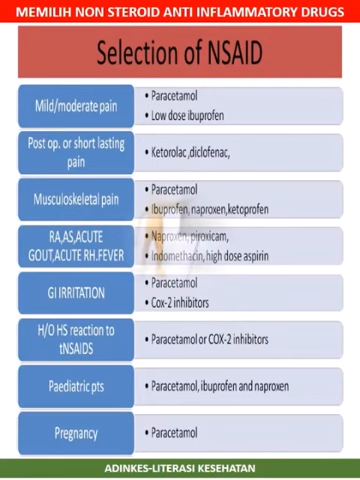 MEMILIH NON STEROID ANTI INFLAMMATORY DRUGS
Selection of NSAID
Mild/moderate pain
• Paracetamol
• Low dose ibuprofen
Post op. or short lasting
pain
• Ketorolac ,diclofenac,
Musculoskeletal pain
• Paracetamol
• Ibuprofen, naproxen,ketoprofen
RA,AS,ACUTE
GOUT,ACUTE RH.FEVER
• Naproxen, piroxicam,
• Indomethacin, high dose aspirin
GI IRRITATION
• Paracetamol
• Cox-2 inhibitors
H/O HS reaction to
tNSAIDS
• Paracetamol or COX-2 inhibitors
Paediatric pts
• Paracetamol, ibuprofen and naproxen
Pregnancy
• Paracetamol
ADINKES-LITERASI KESEHATAN